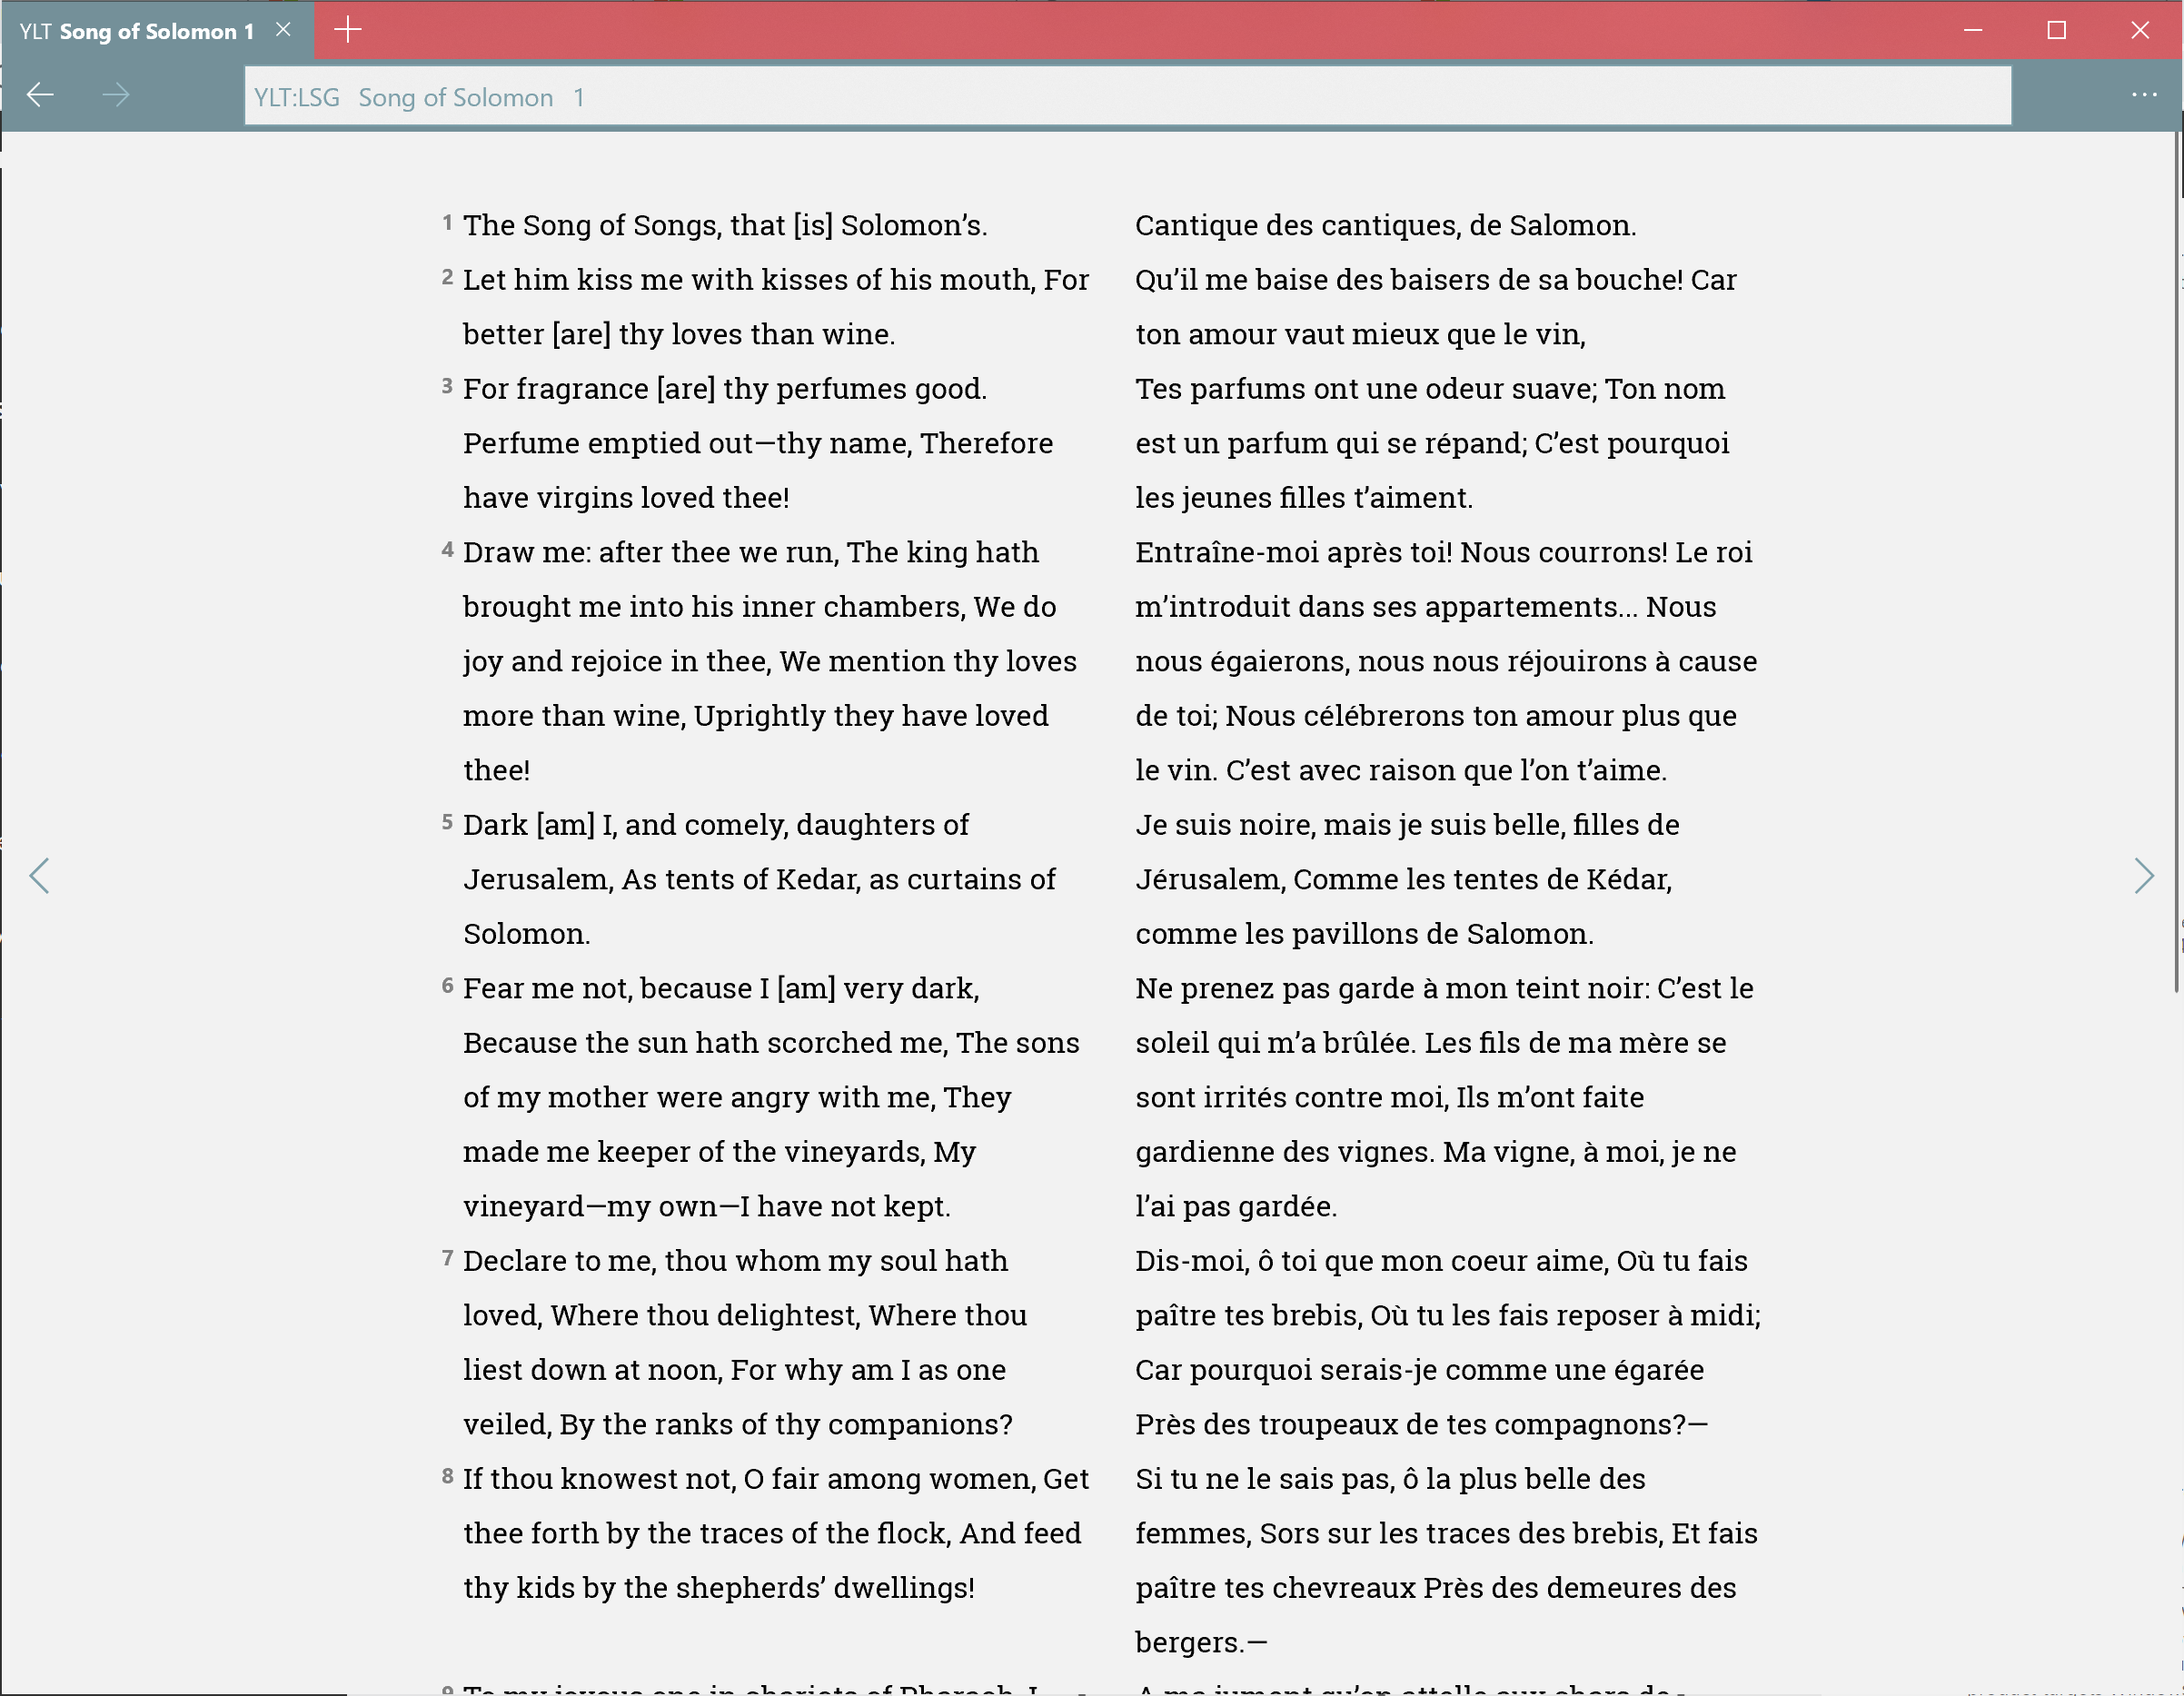 YLT Song of Solomon 1
YLT:LSG Song of Solomon 1
1 The Song of Songs, that [is] Solomon’s.
2 Let him kiss me with kisses of his mouth, For
better [are] thy loves than wine.
3 For fragrance [are] thy perfumes good.
Perfume emptied out—thy name, Therefore
have virgins loved thee!
4 Draw me: after thee we run, The king hath
brought me into his inner chambers, We do
joy and rejoice in thee, We mention thy loves
more than wine, Uprightly they have loved
thee!
5 Dark [am] I, and comely, daughters of
Jerusalem, As tents of Kedar, as curtains of
Solomon.
6 Fear me not, because I [am] very dark,
Because the sun hath scorched me, The sons
of my mother were angry with me, They
made me keeper of the vineyards, My
vineyard—my own—I have not kept.
7 Declare to me, thou whom my soul hath
loved, Where thou delightest, Where thou
liest down at noon, For why am I as one
veiled, By the ranks of thy companions?
8 If thou knowest not, O fair among women, Get
thee forth by the traces of the flock, And feed
thy kids by the shepherds’ dwellings!
9 To my joyous one in chariots of Pharaoh, I
Cantique des cantiques, de Salomon.
Qu’il me baise des baisers de sa bouche! Car
ton amour vaut mieux que le vin,
Tes parfums ont une odeur suave; Ton nom
est un parfum qui se répand; C’est pourquoi
les jeunes filles t’aiment.
Entraîne-moi après toi! Nous courrons! Le roi
m’introduit dans ses appartements... Nous
nous égaierons, nous nous réjouirons à cause
de toi; Nous célébrerons ton amour plus que
le vin. C’est avec raison que l’on t’aime.
Je suis noire, mais je suis belle, filles de
Jérusalem, Comme les tentes de Kédar,
comme les pavillons de Salomon.
Ne prenez pas garde à mon teint noir: C’est le
soleil qui m’a brûlée. Les fils de ma mère se
sont irrités contre moi, Ils m’ont faite
gardienne des vignes. Ma vigne, à moi, je ne
l’ai pas gardée.
Dis-moi, ô toi que mon coeur aime, Où tu fais
paître tes brebis, Où tu les fais reposer à midi;
Car pourquoi serais-je comme une égarée
Près des troupeaux de tes compagnons?—
Si tu ne le sais pas, ô la plus belle des
femmes, Sors sur les traces des brebis, Et fais
paître tes chevreaux Près des demeures des
bergers.—
A ma jument qu’on attelle aux chars de